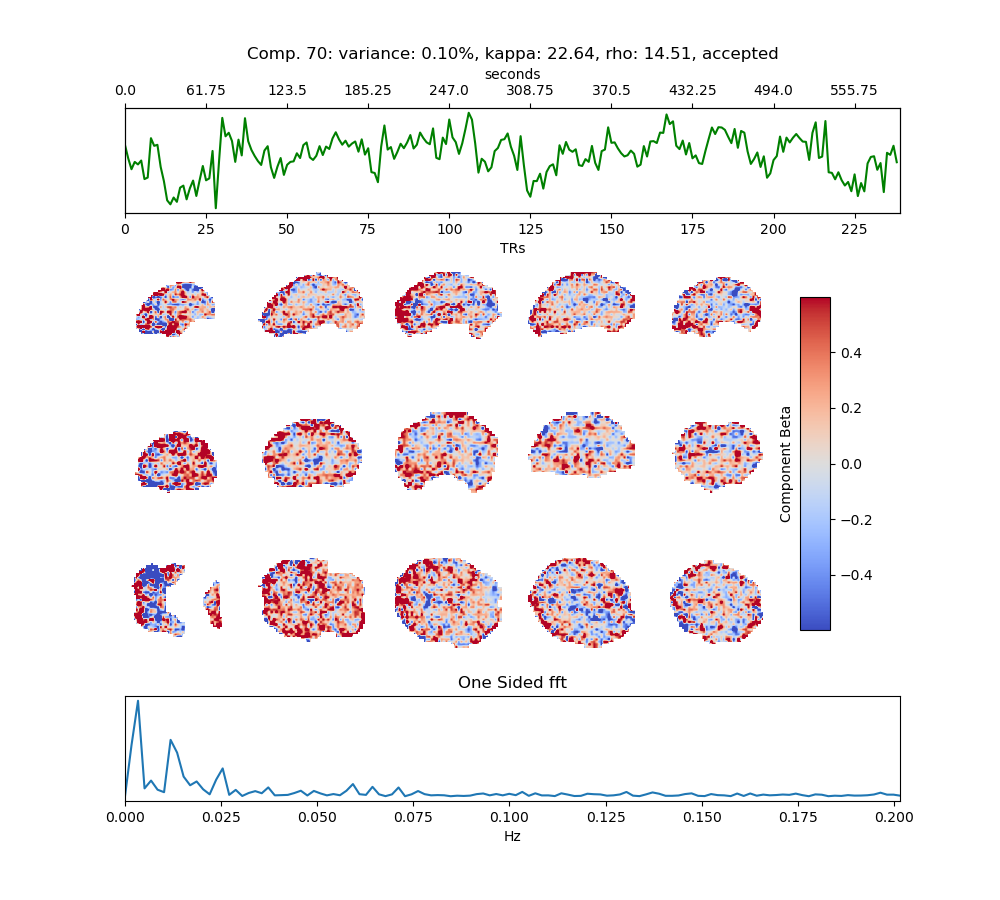 Comp. 70: variance: 0.10%, kappa: 22.64, rho: 14.51, accepted
seconds
0.0 61.75 123.5 185.25 247.0 308.75 370.5 432.25 494.0 555.75
0 25 50 75 100 125 150 175 200 225
TRs
0.4
0.2
0.0
−0.2
−0.4
Component Beta
One Sided fft
0.000 0.025 0.050 0.075 0.100 0.125 0.150 0.175 0.200
Hz